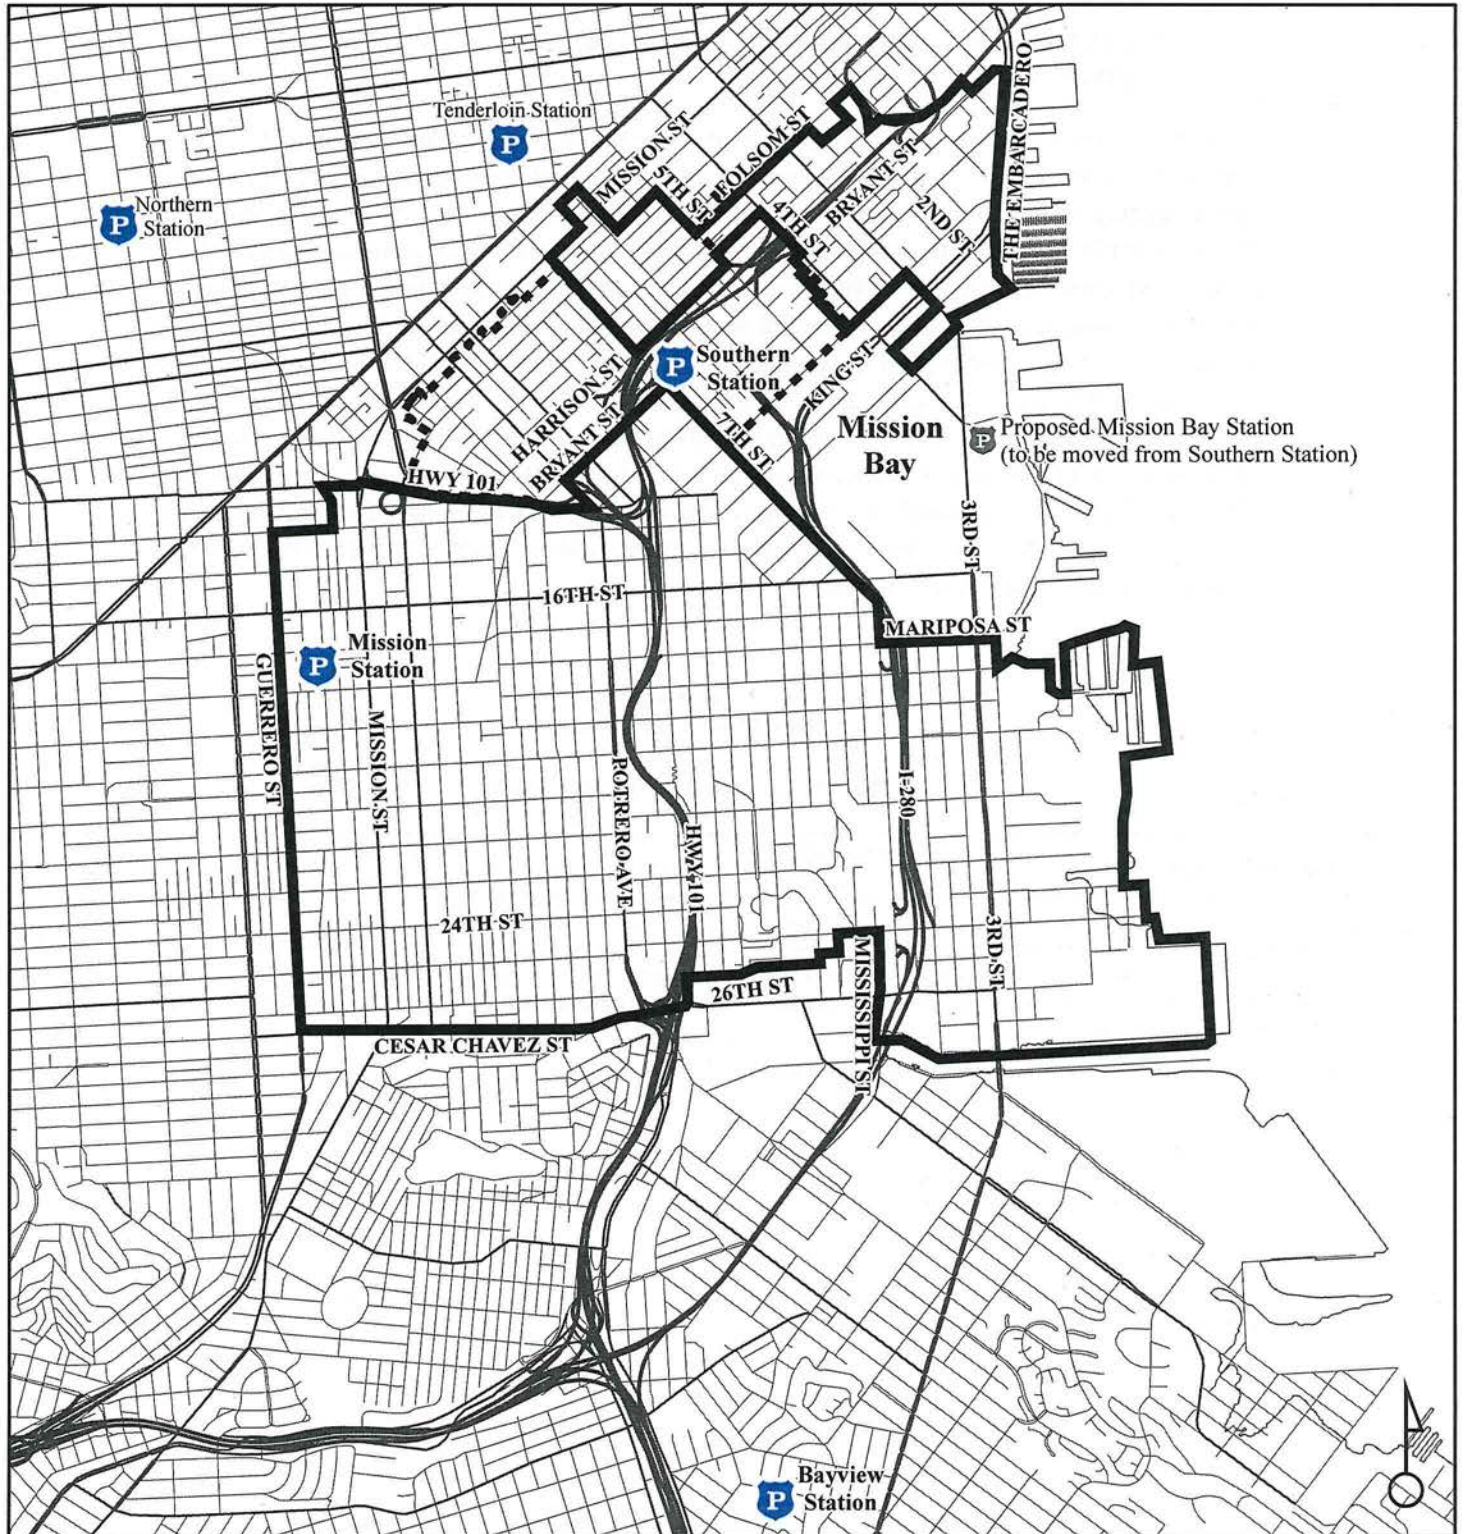 THE EMBARCADERO
Tenderloin Station
P
MISSION ST
FOLSOM ST
5TH ST
BRYANT ST
4TH ST
2ND ST
Northern
Station
P
Southern
Station
P
KING ST
HARRISON ST
BRYANT ST
7TH ST
Mission
Bay
P
Proposed Mission Bay Station
(to be moved from Southern Station)
HWY 101
3RD ST
16TH ST
MARIPOSA ST
Mission
Station
P
GUERRERO ST
MISSION ST
POTRERO AVE
HWY 101
I-280
24TH ST
3RD ST
26TH ST
MISSISSIPPI ST
CESAR CHAVEZ ST
Bayview
Station
P